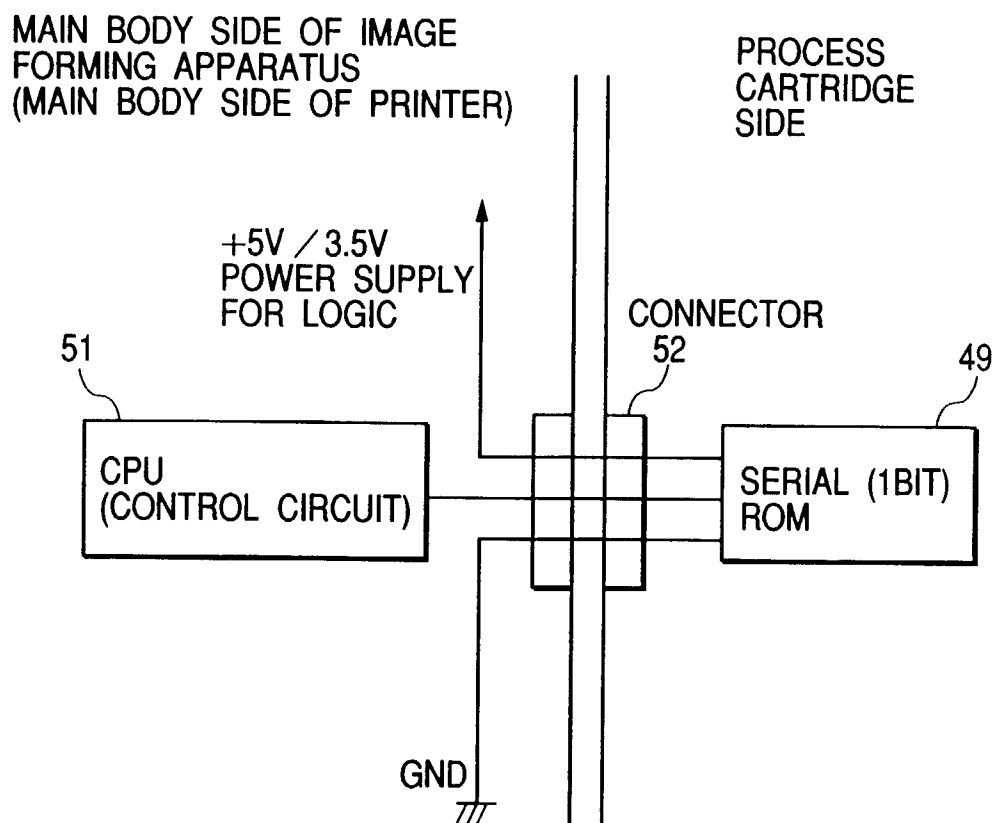 MAIN BODY SIDE OF IMAGE
FORMING APPARATUS
(MAIN BODY SIDE OF PRINTER)
PROCESS
CARTRIDGE
SIDE
+5V / 3.5V
POWER SUPPLY
FOR LOGIC
CONNECTOR
51
52
49
CPU
(CONTROL CIRCUIT)
SERIAL (1BIT)
ROM
GND